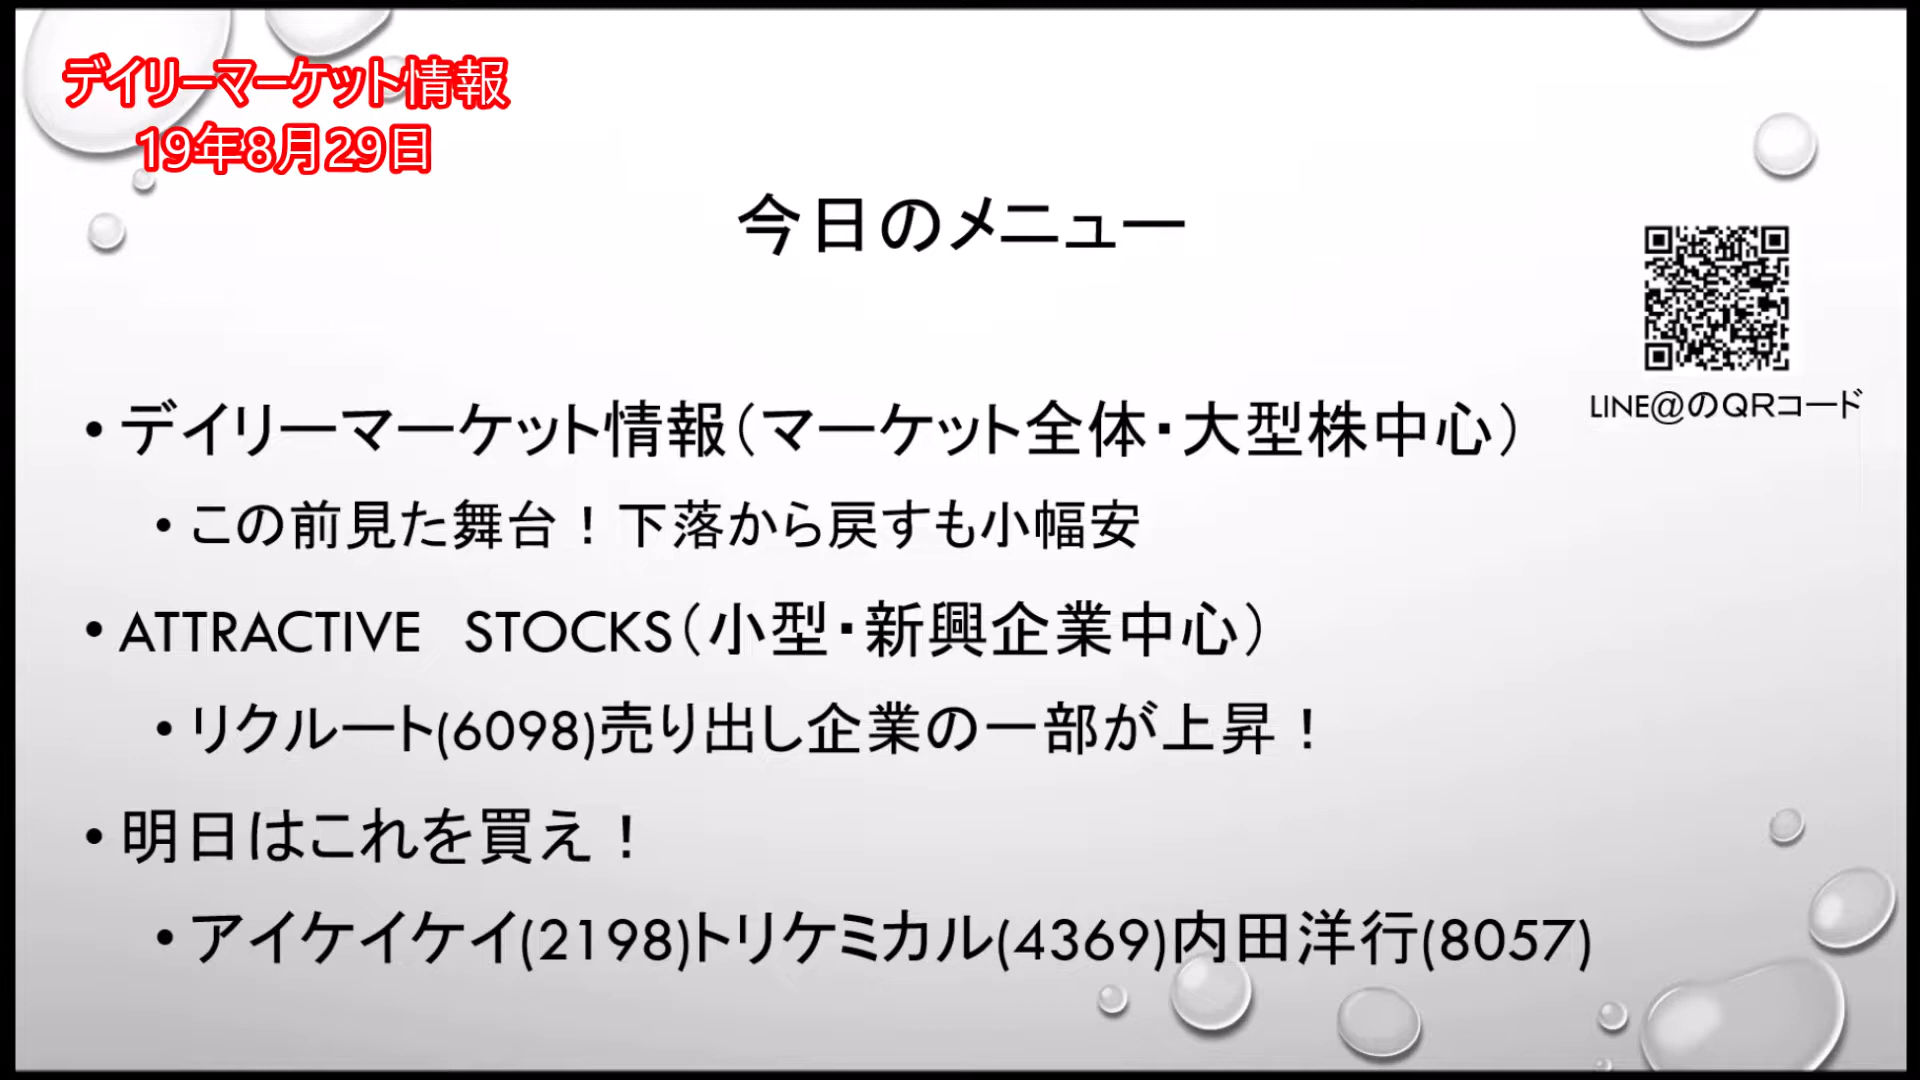 デイリーマーケット情報
19年8月29日
今日のメニュー
LINE@のQRコード
• デイリーマーケット情報（マーケット全体・大型株中心）
• この前見た舞台！下落から戻すも小幅安
• ATTRACTIVE　STOCKS（小型・新興企業中心）
• リクルート(6098)売り出し企業の一部が上昇！
• 明日はこれを買え！
• アイケイケイ(2198)トリケミカル(4369)内田洋行(8057)